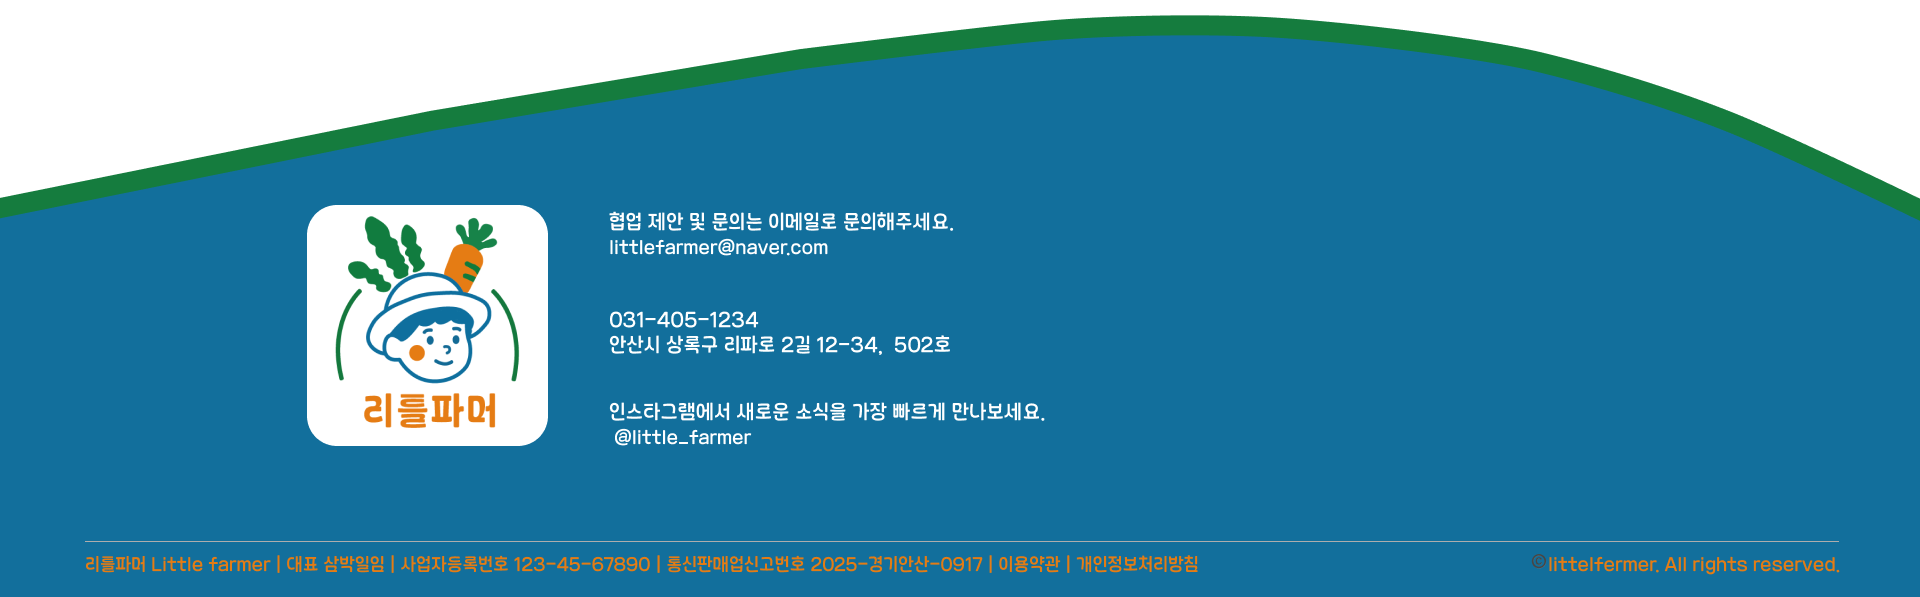 리틀파머
협업 제안 및 문의는 이메일로 문의해주세요.
littlefarmer@naver.com
031-405-1234
안산시 상록구 리파로 2길 12-34, 502호
인스타그램에서 새로운 소식을 가장 빠르게 만나보세요.
@little_farmer
리틀파머 Little farmer | 대표 삼박일임 | 사업자등록번호 123-45-67890 | 통신판매업신고번호 2025-경기안산-0917 | 이용약관 | 개인정보처리방침
©littelfermer. All rights reserved.